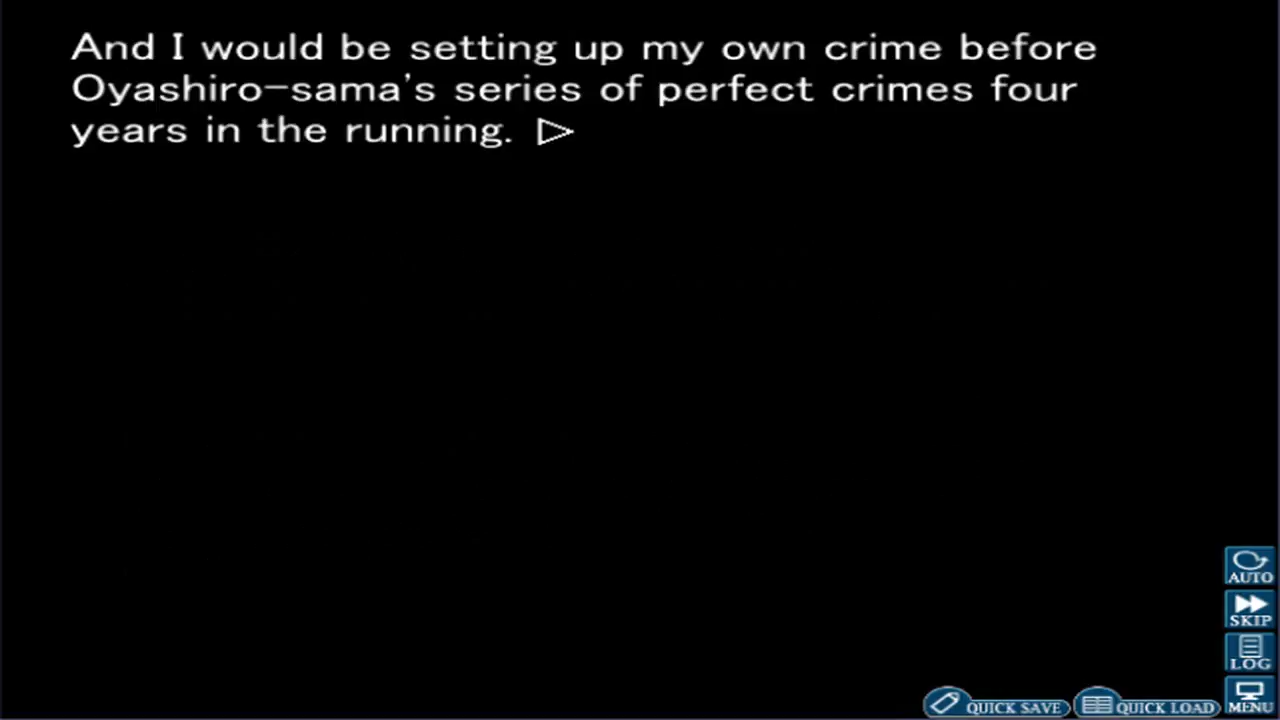 And I would be setting up my own crime before
Oyashiro-sama's series of perfect crimes four
years in the running.
AUTO
SKIP
LOG
QUICK SAVE
QUICK LOAD
MENU